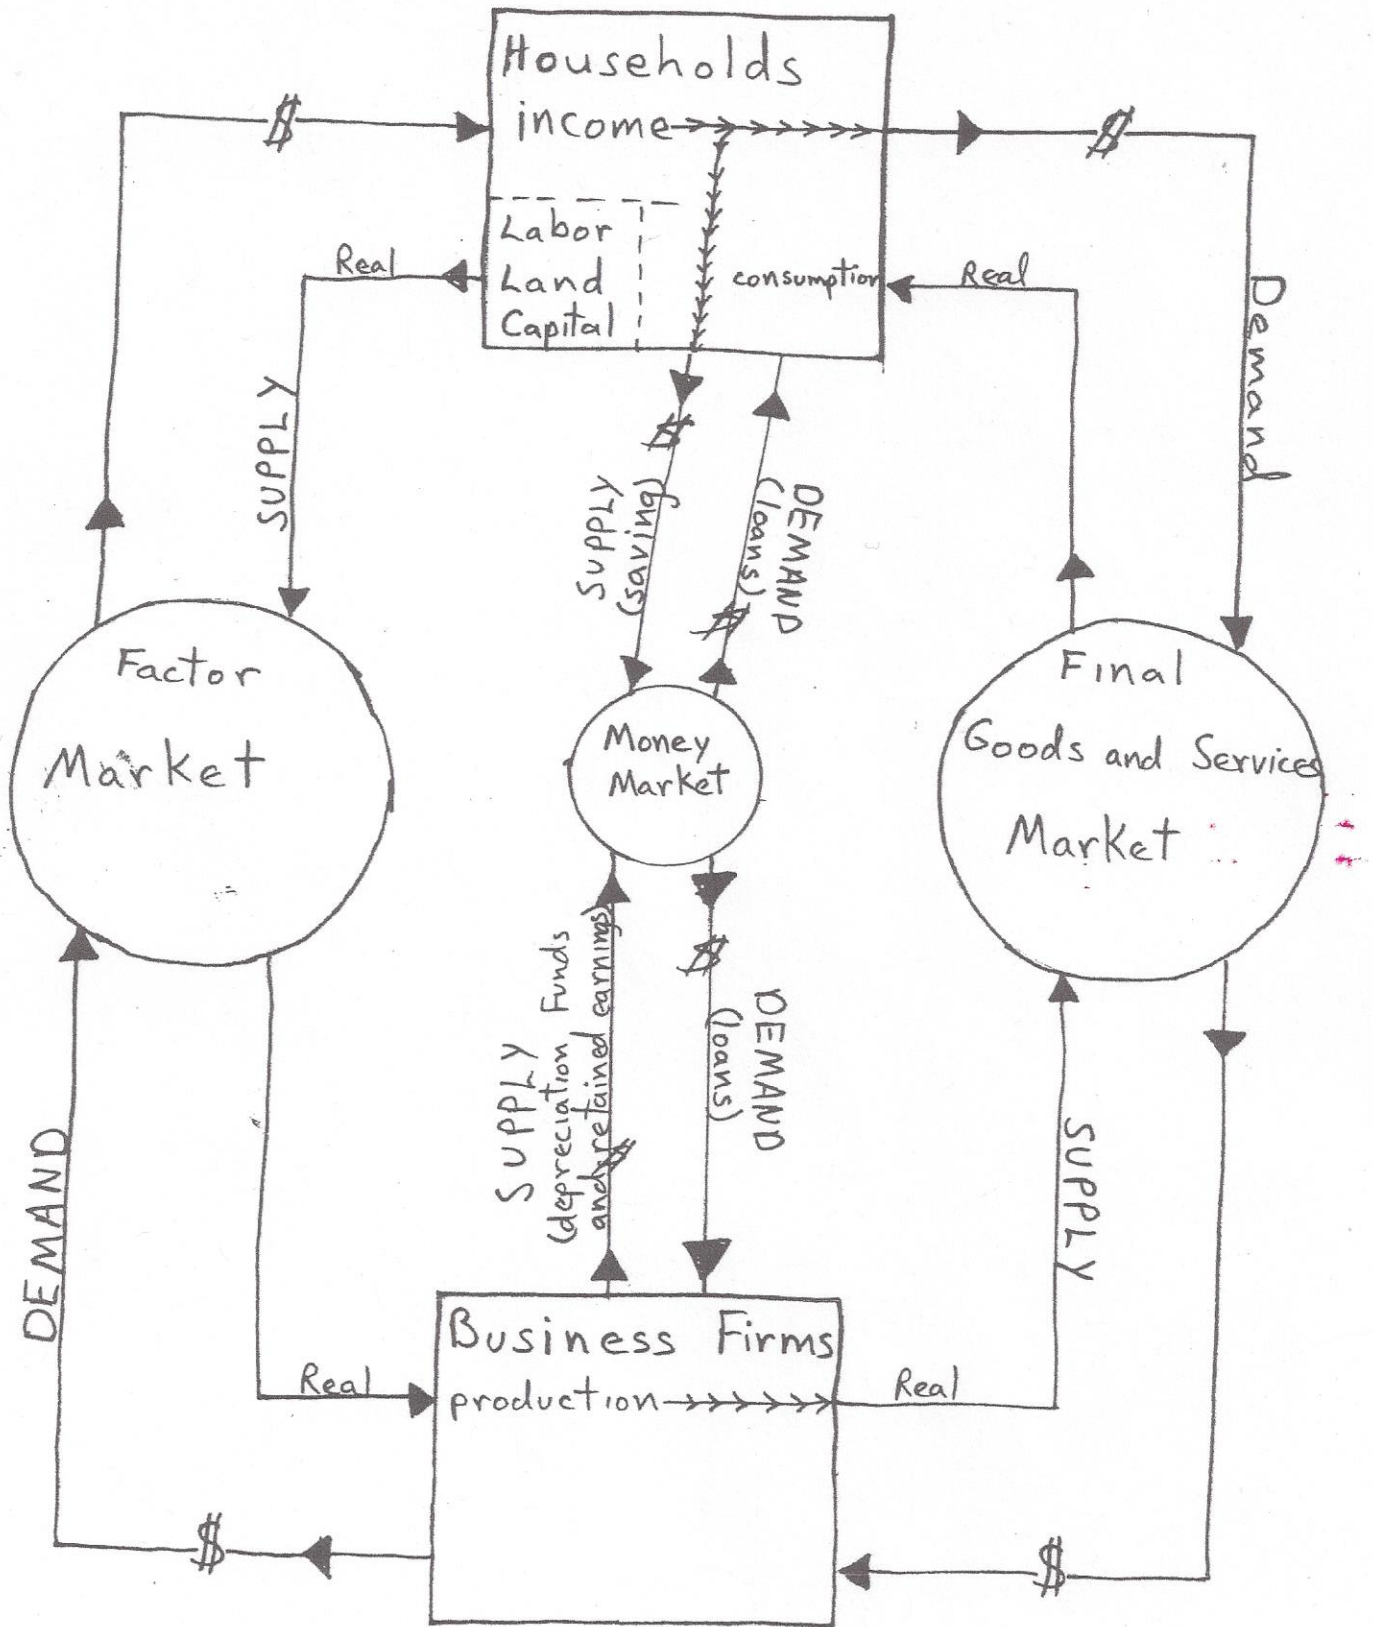 Households
$
income
$
Labor
Land
Capital
Real
consumption
Real
Demand
SUPPLY
$
SUPPLY
(saving)
DEMAND
(loans)
$
Factor
Market
Money
Market
Final
Goods and Services
Market
$
SUPPLY
(depreciation Funds
and retained earnings)
$
DEMAND
(loans)
DEMAND
SUPPLY
Business Firms
Real
production
Real
$
$